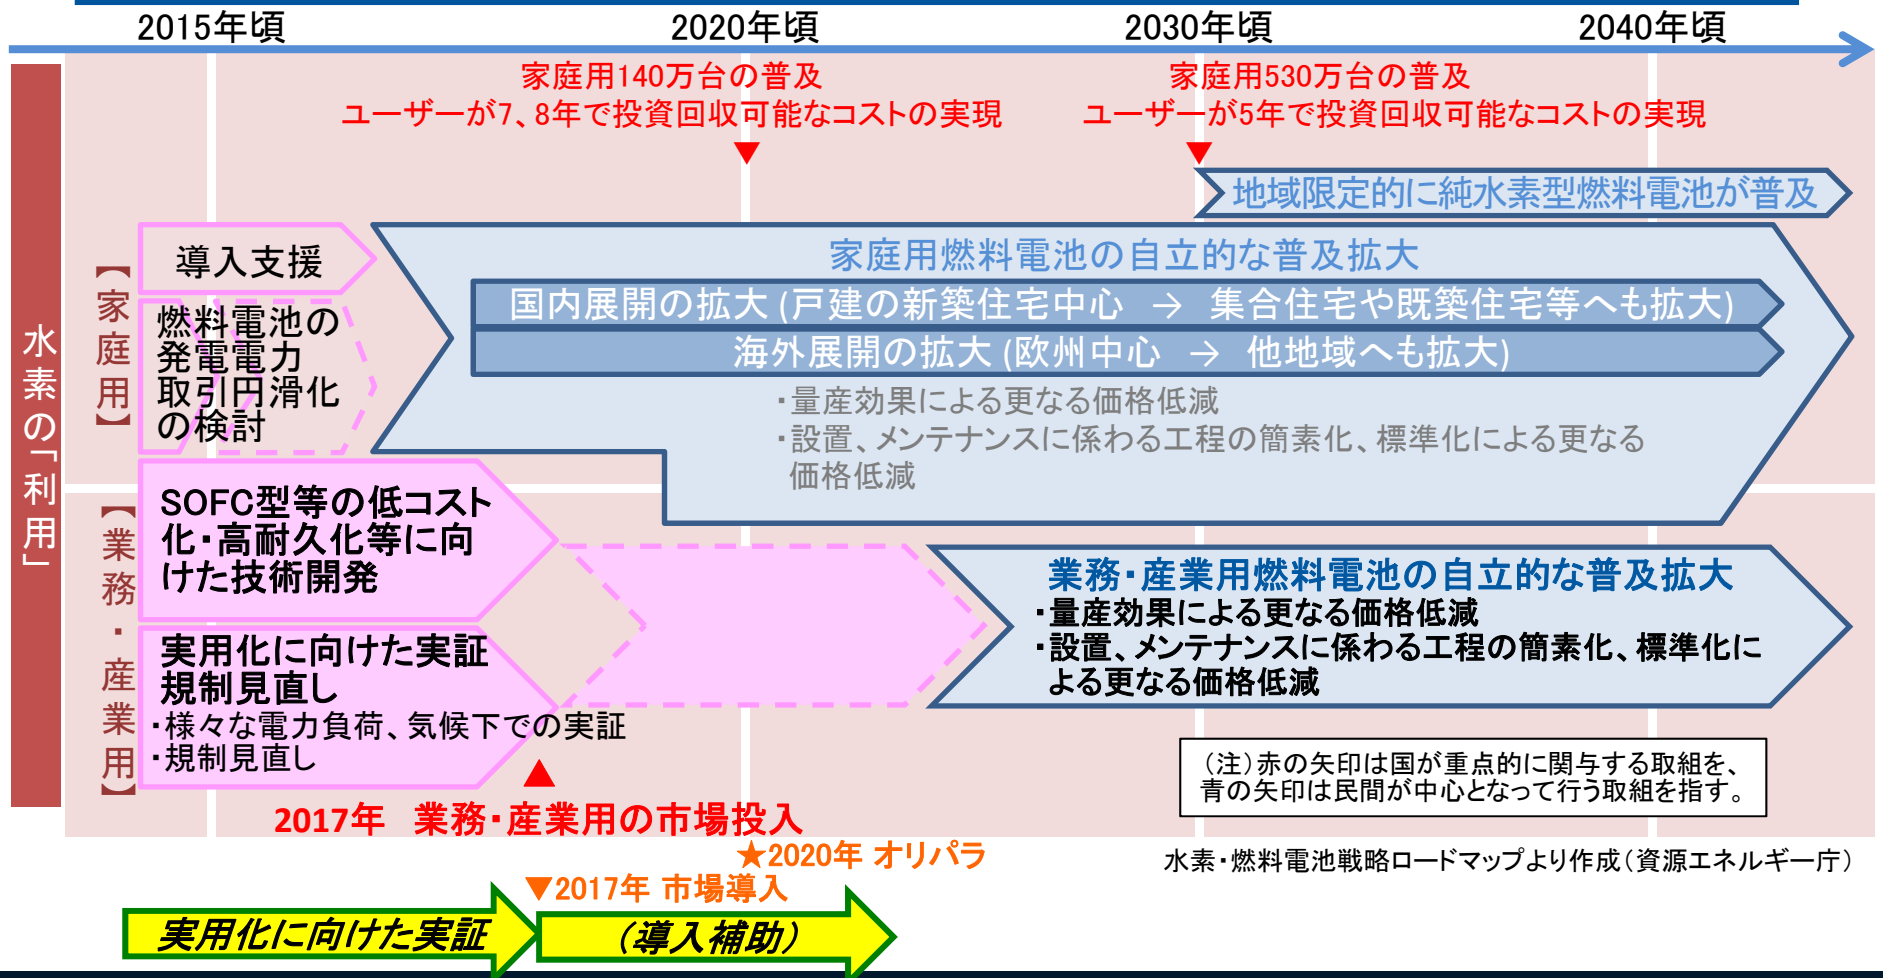 2015年頃
2020年頃
2030年頃
2040年頃
家庭用140万台の普及
ユーザーが7、8年で投資回収可能なコストの実現
▼
家庭用530万台の普及
ユーザーが5年で投資回収可能なコストの実現
▼
水素の「利用」
【家庭用】
導入支援
燃料電池の
発電電力
取引円滑化
の検討
地域限定的に純水素型燃料電池が普及
家庭用燃料電池の自立的な普及拡大
国内展開の拡大 (戸建の新築住宅中心 → 集合住宅や既築住宅等へも拡大)
海外展開の拡大 (欧州中心 → 他地域へも拡大)
・量産効果による更なる価格低減
・設置、メンテナンスに係わる工程の簡素化、標準化による更なる
価格低減
【業務・産業用】
SOFC型等の低コスト
化・高耐久化等に向
けた技術開発
実用化に向けた実証
規制見直し
・様々な電力負荷、気候下での実証
・規制見直し
業務・産業用燃料電池の自立的な普及拡大
・量産効果による更なる価格低減
・設置、メンテナンスに係わる工程の簡素化、標準化に
よる更なる価格低減
▲
2017年 業務・産業用の市場投入
(注)赤の矢印は国が重点的に関与する取組を、
青の矢印は民間が中心となって行う取組を指す。
水素・燃料電池戦略ロードマップより作成(資源エネルギー庁)
★2020年 オリパラ
▼2017年 市場導入
実用化に向けた実証
(導入補助)